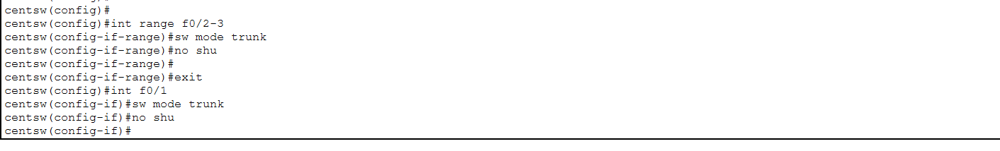 centsw(config)#
centsw(config)#int range f0/2-3
centsw(config-if-range)#sw mode trunk
centsw(config-if-range)#no shu
centsw(config-if-range)#
centsw(config-if-range)#exit
centsw(config)#int f0/1
centsw(config-if)#sw mode trunk
centsw(config-if)#no shu
centsw(config-if)#